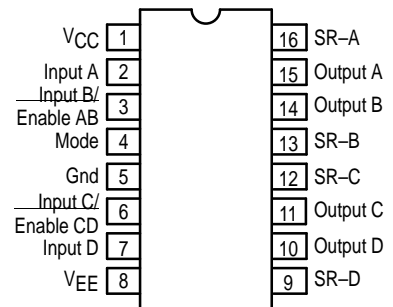 VCC 1 16 SR–A
Input A 2 15 Output A
Input B/
Enable AB 3 14 Output B
Mode 4 13 SR–B
Gnd 5 12 SR–C
Input C/
Enable CD 6 11 Output C
Input D 7 10 Output D
VEE 8 9 SR–D